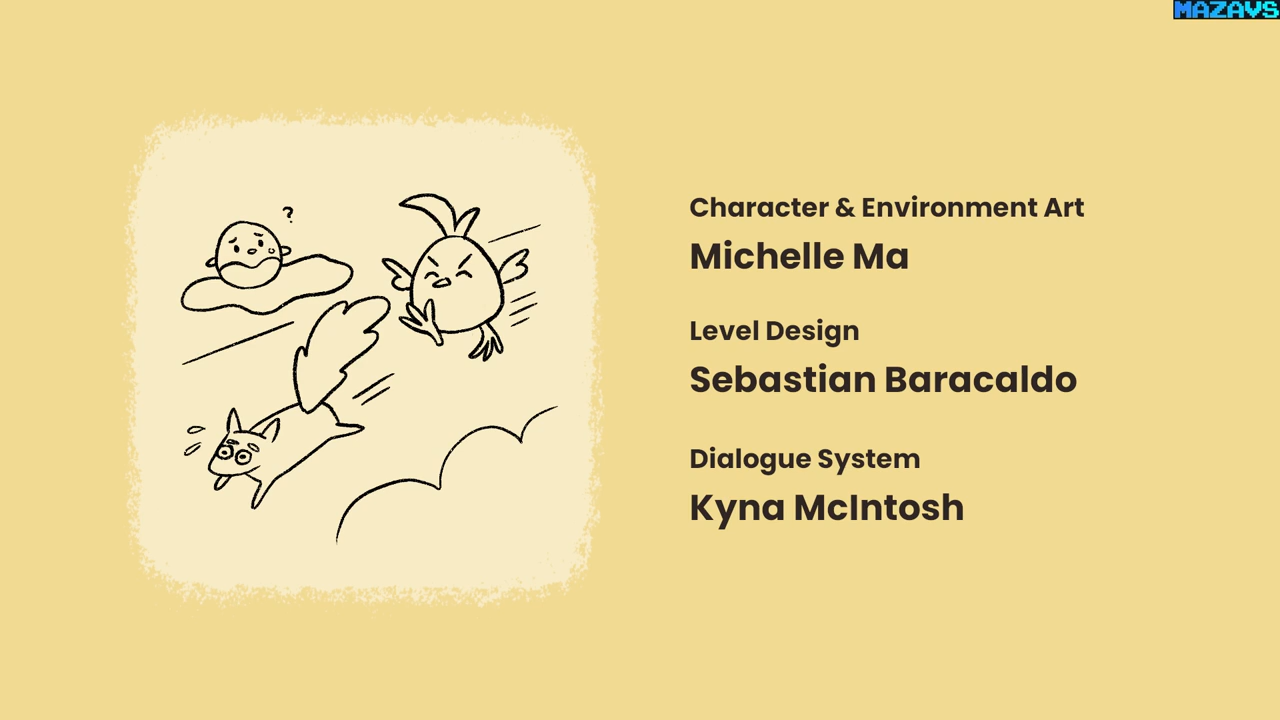 MAZAVS
?
Character & Environment Art
Michelle Ma
Level Design
Sebastian Baracaldo
Dialogue System
Kyna McIntosh